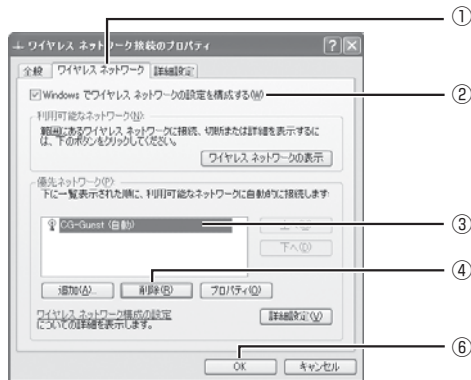 ①
ワイヤレス ネットワーク接続のプロパティ
全般 ワイヤレス ネットワーク 詳細設定
Windows でワイヤレス ネットワークの設定を構成する(W)
②
利用可能なネットワーク(N):
範囲にあるワイヤレス ネットワークに接続、切断または詳細を表示するに
は、下のボタンをクリックしてください。
ワイヤレス ネットワークの表示
優先ネットワーク(P):
下に一覧表示された順に、利用可能なネットワークに自動的に接続します
CG-Guest (自動)
③
下へ(D)
④
追加(A)... 削除(R) プロパティ(O)
ワイヤレス ネットワーク構成の設定
についての詳細を表示します。
詳細設定(V)
⑥
OK キャンセル